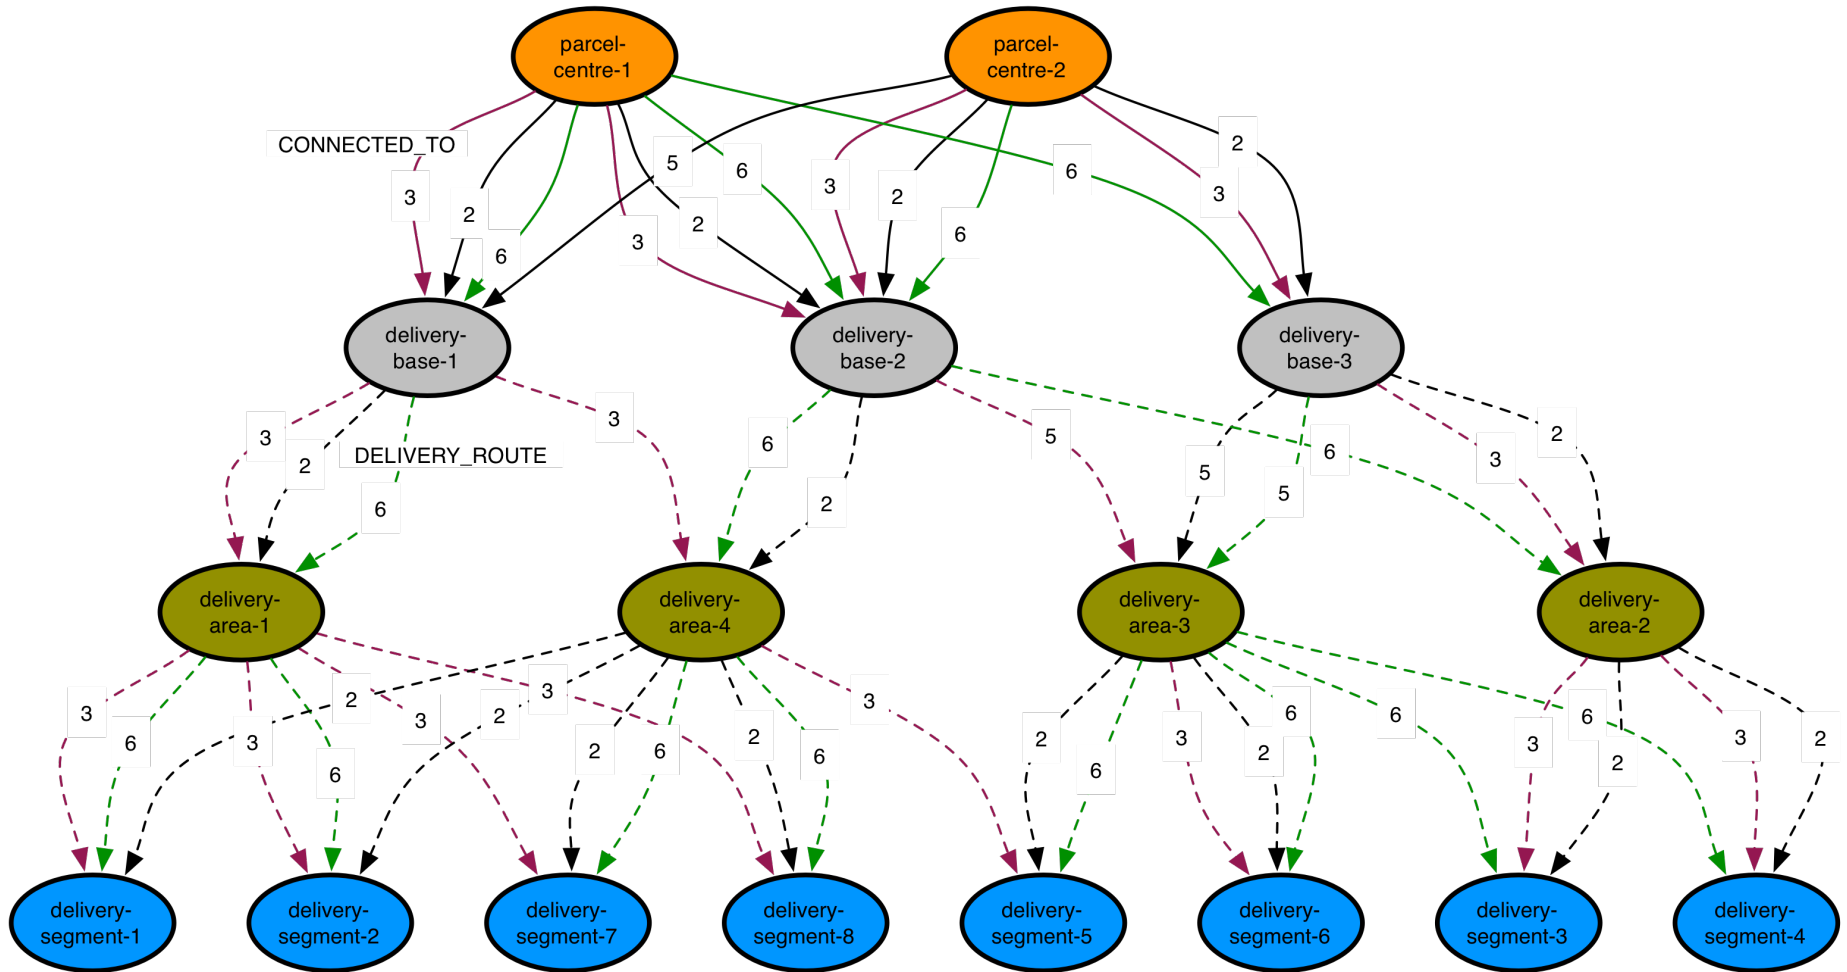 parcel-
centre-1
parcel-
centre-2
CONNECTED_TO
5
6
6
2
3
3
2
3
3
2
2
6
3
6
delivery-
base-1
delivery-
base-2
delivery-
base-3
3
3
2
DELIVERY_ROUTE
6
6
2
5
5
5
6
3
2
delivery-
area-1
delivery-
area-4
delivery-
area-3
delivery-
area-2
3
6
3
6
2
3
2
3
2
6
2
6
3
2
6
3
2
6
6
6
3
2
3
2
delivery-
segment-1
delivery-
segment-2
delivery-
segment-7
delivery-
segment-8
delivery-
segment-5
delivery-
segment-6
delivery-
segment-3
delivery-
segment-4